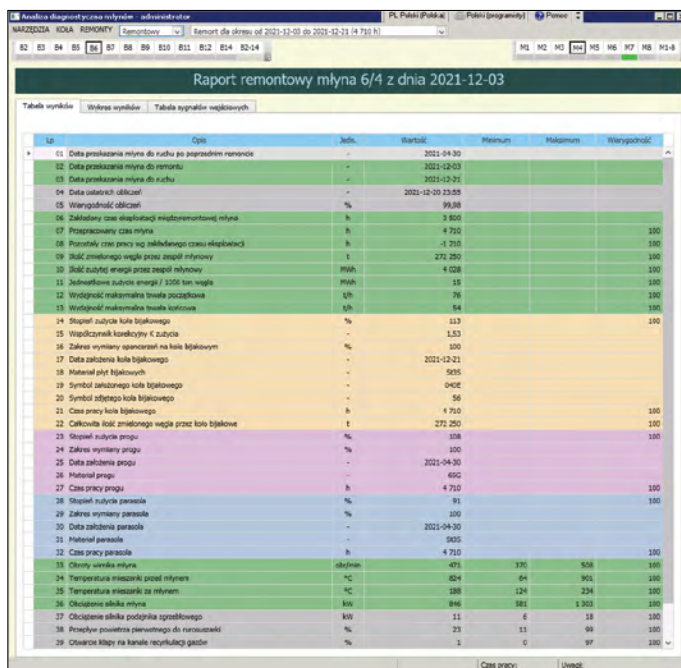 Analiza diagnostyczna młynów - administrator
PL Polski (Polska) Polski (programisty) Pomoc
NARZĘDZIA KOŁA REMONTY Remontowy Remont dla okresu od 2021-12-03 do 2021-12-21 (4 710 h)
B2 B3 B4 B5 B6 B7 B8 B9 B10 B11 B12 B14 B2-14 M1 M2 M3 M4 M5 M6 M7 M8 M1-8
Raport remontowy młyna 6/4 z dnia 2021-12-03
Tabela wyników Wykres wyników Tabela sygnałów wejściowych
Lp Opis Jedn. Wartość Minimum Maksimum Wiarygodność
01 Data przekazania młyna do ruchu po poprzednim remoncie - 2021-04-30
02 Data przekazania młyna do remontu - 2021-12-03
03 Data przekazania młyna do ruchu - 2021-12-21
04 Data ostatnich obliczeń - 2021-12-20 23:55
05 Wiarygodność obliczeń % 99,98
06 Zakładany czas eksploatacji międzyremontowej młyna h 3 500
07 Przepracowany czas młyna h 4 710 100
08 Pozostały czas pracy wg zakładanego czasu eksploatacji h -1 210 100
09 Ilość zmielonego węgla przez zespół młynowy t 272 250 100
10 Ilość zużytej energii przez zespół młynowy MWh 4 028 100
11 Jednostkowe zużycie energii / 1000 ton węgla MWh 15 100
12 Wydajność maksymalna trwała początkowa t/h 76 100
13 Wydajność maksymalna trwała końcowa t/h 54 100
14 Stopień zużycia koła bijakowego % 113 100
15 Współczynnik korekcyjny K zużycia - 1,53
16 Zakres wymiany opancerzeń na kole bijakowym % 100
17 Data założenia koła bijakowego - 2021-12-21
18 Materiał płyt bijakowych - St3S
19 Symbol założonego koła bijakowego - 04OE
20 Symbol zdjętego koła bijakowego - 56
21 Czas pracy koła bijakowego h 4 710 100
22 Całkowita ilość zmielonego węgla przez koło bijakowe t 272 250 100
23 Stopień zużycia progu % 108 100
24 Zakres wymiany progu % 100
25 Data założenia progu - 2021-04-30
26 Materiał progu - 65G
27 Czas pracy progu h 4 710 100
28 Stopień zużycia parasola % 91 100
29 Zakres wymiany parasola % 100
30 Data założenia parasola - 2021-04-30
31 Materiał parasola - St3S
32 Czas pracy parasola h 4 710 100
33 Obroty wirnika młyna obr/min 471 370 508 100
34 Temperatura mieszanki przed młynem °C 824 64 901 100
35 Temperatura mieszanki za młynem °C 188 124 234 100
36 Obciążenie silnika młyna kW 846 581 1 303 100
37 Obciążenie silnika podajnika zgrzebłowego kW 11 6 18 100
38 Przepływ powietrza pierwotnego do rurosuszarki % 23 11 99 100
39 Otwarcie klapy na kanale recyrkulacji gazów % 1 0 97 100
Czas pracy: Uwagi: